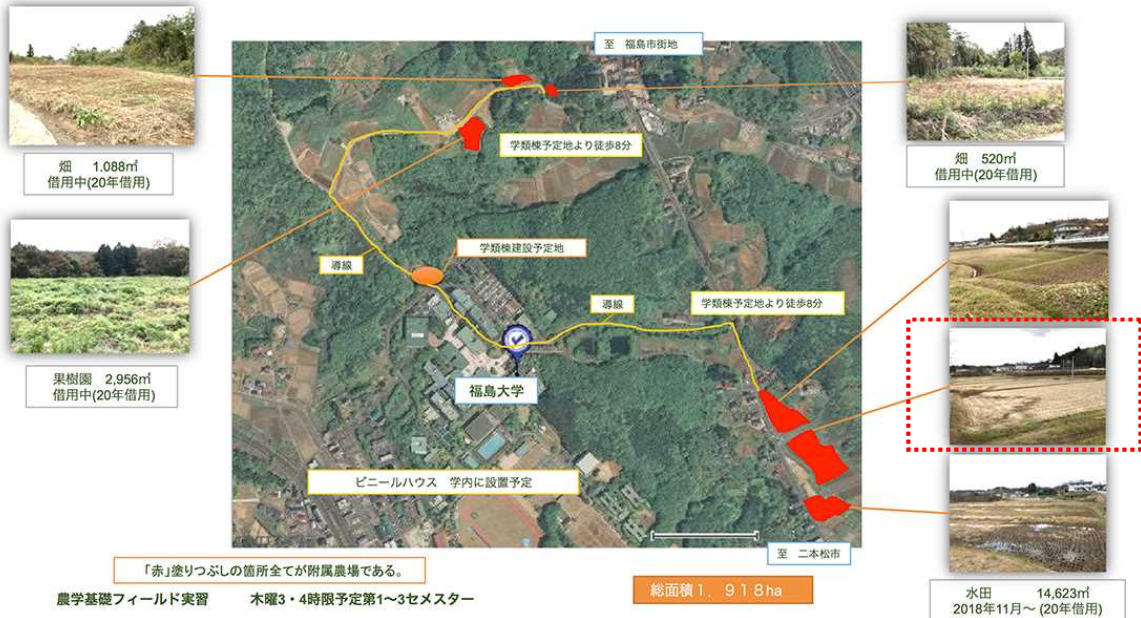 至　福島市街地
畑　1.088㎡
借用中(20年借用)
学類棟予定地より徒歩8分
畑　520㎡
借用中(20年借用)
学類棟建設予定地
導線
導線
学類棟予定地より徒歩8分
果樹園　2,956㎡
借用中(20年借用)
福島大学
ビニールハウス　学内に設置予定
至　二本松市
「赤」塗りつぶしの箇所全てが附属農場である。
農学基礎フィールド実習　　木曜3・4時限予定第1〜3セメスター
総面積1．918ha
水田　14,623㎡
2018年11月〜 (20年借用)